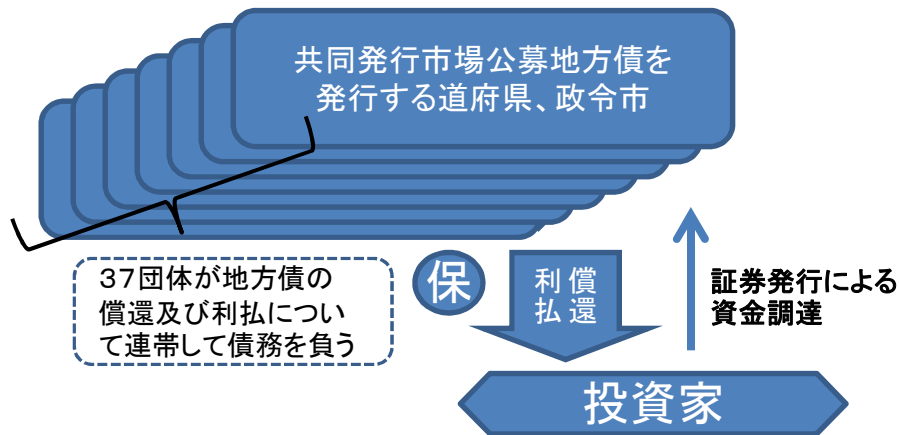 共同発行市場公募地方債を
発行する道府県、政令市
37団体が地方債の
償還及び利払につい
て連帯して債務を負う
保
償還
利払
証券発行による
資金調達
投資家